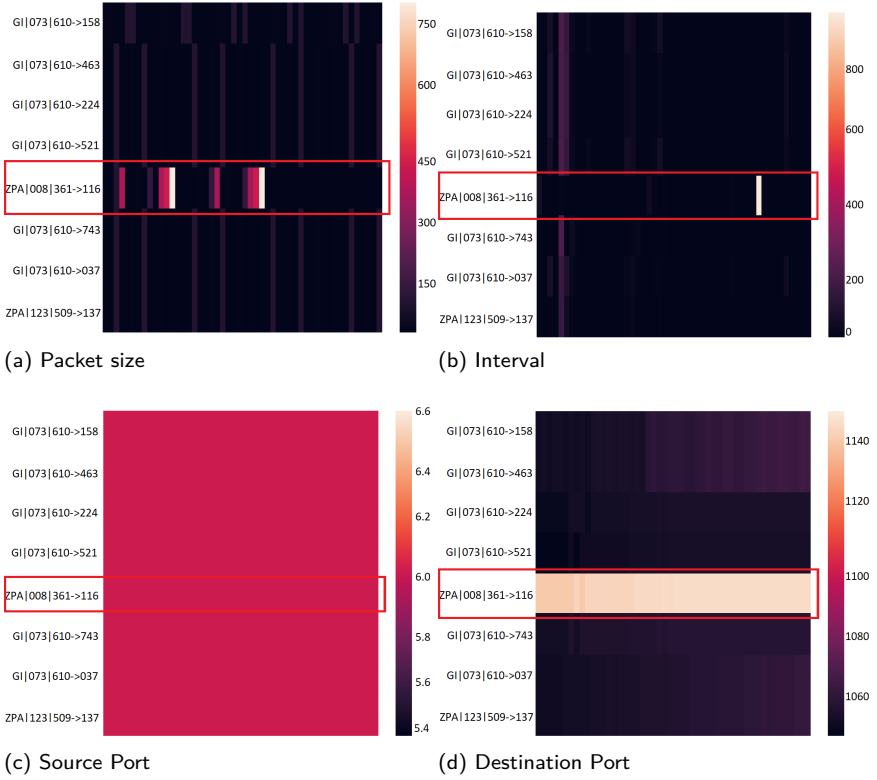 GI|073|610->158
GI|073|610->463
GI|073|610->224
GI|073|610->521
ZPA|008|361->116
GI|073|610->743
GI|073|610->037
ZPA|123|509->137
750
600
450
300
150
(a) Packet size
GI|073|610->158
GI|073|610->463
GI|073|610->224
GI|073|610->521
ZPA|008|361->116
GI|073|610->743
GI|073|610->037
ZPA|123|509->137
800
600
400
200
0
(b) Interval
GI|073|610->158
GI|073|610->463
GI|073|610->224
GI|073|610->521
ZPA|008|361->116
GI|073|610->743
GI|073|610->037
ZPA|123|509->137
6.6
6.4
6.2
6.0
5.8
5.6
5.4
(c) Source Port
GI|073|610->158
GI|073|610->463
GI|073|610->224
GI|073|610->521
ZPA|008|361->116
GI|073|610->743
GI|073|610->037
ZPA|123|509->137
1140
1120
1100
1080
1060
(d) Destination Port